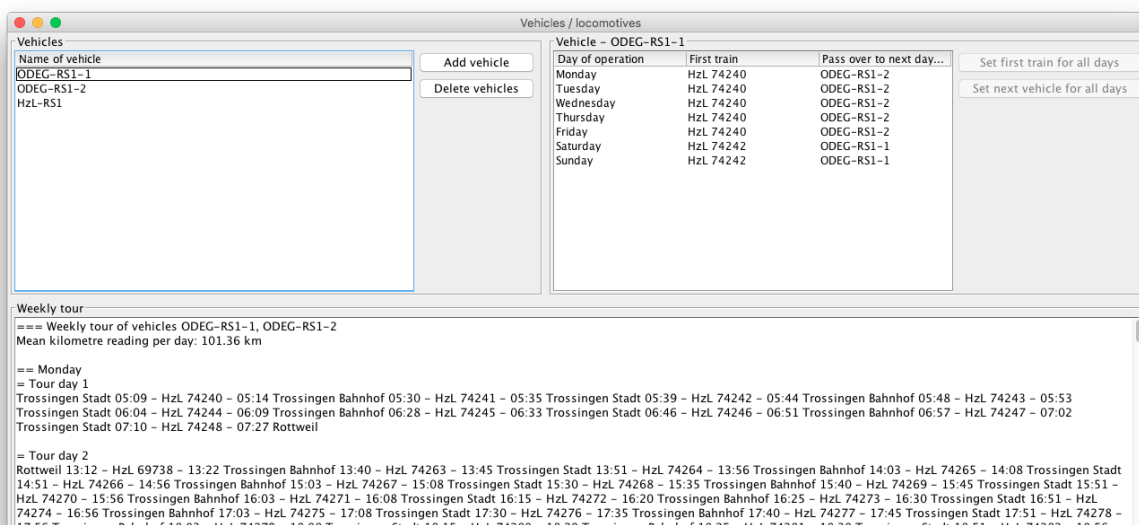 Vehicles / locomotives
Vehicles
Name of vehicle
ODEG-RS1-1
ODEG-RS1-2
HzL-RS1
Add vehicle
Delete vehicles
Vehicle - ODEG-RS1-1
Day of operation First train Pass over to next day...
Monday HzL 74240 ODEG-RS1-2
Tuesday HzL 74240 ODEG-RS1-2
Wednesday HzL 74240 ODEG-RS1-2
Thursday HzL 74240 ODEG-RS1-2
Friday HzL 74240 ODEG-RS1-2
Saturday HzL 74242 ODEG-RS1-1
Sunday HzL 74242 ODEG-RS1-1
Set first train for all days
Set next vehicle for all days
Weekly tour
=== Weekly tour of vehicles ODEG-RS1-1, ODEG-RS1-2
Mean kilometre reading per day: 101.36 km
== Monday
= Tour day 1
Trossingen Stadt 05:09 - HzL 74240 - 05:14 Trossingen Bahnhof 05:30 - HzL 74241 - 05:35 Trossingen Stadt 05:39 - HzL 74242 - 05:44 Trossingen Bahnhof 05:48 - HzL 74243 - 05:53
Trossingen Stadt 06:04 - HzL 74244 - 06:09 Trossingen Bahnhof 06:28 - HzL 74245 - 06:33 Trossingen Stadt 06:46 - HzL 74246 - 06:51 Trossingen Bahnhof 06:57 - HzL 74247 - 07:02
Trossingen Stadt 07:10 - HzL 74248 - 07:27 Rottweil
= Tour day 2
Rottweil 13:12 - HzL 69738 - 13:22 Trossingen Bahnhof 13:40 - HzL 74263 - 13:45 Trossingen Stadt 13:51 - HzL 74264 - 13:56 Trossingen Bahnhof 14:03 - HzL 74265 - 14:08 Trossingen Stadt
14:51 - HzL 74266 - 14:56 Trossingen Bahnhof 15:03 - HzL 74267 - 15:08 Trossingen Stadt 15:30 - HzL 74268 - 15:35 Trossingen Bahnhof 15:40 - HzL 74269 - 15:45 Trossingen Stadt 15:51 -
HzL 74270 - 15:56 Trossingen Bahnhof 16:03 - HzL 74271 - 16:08 Trossingen Stadt 16:15 - HzL 74272 - 16:20 Trossingen Bahnhof 16:25 - HzL 74273 - 16:30 Trossingen Stadt 16:51 - HzL
74274 - 16:56 Trossingen Bahnhof 17:03 - HzL 74275 - 17:08 Trossingen Stadt 17:30 - HzL 74276 - 17:35 Trossingen Bahnhof 17:40 - HzL 74277 - 17:45 Trossingen Stadt 17:51 - HzL 74278 -